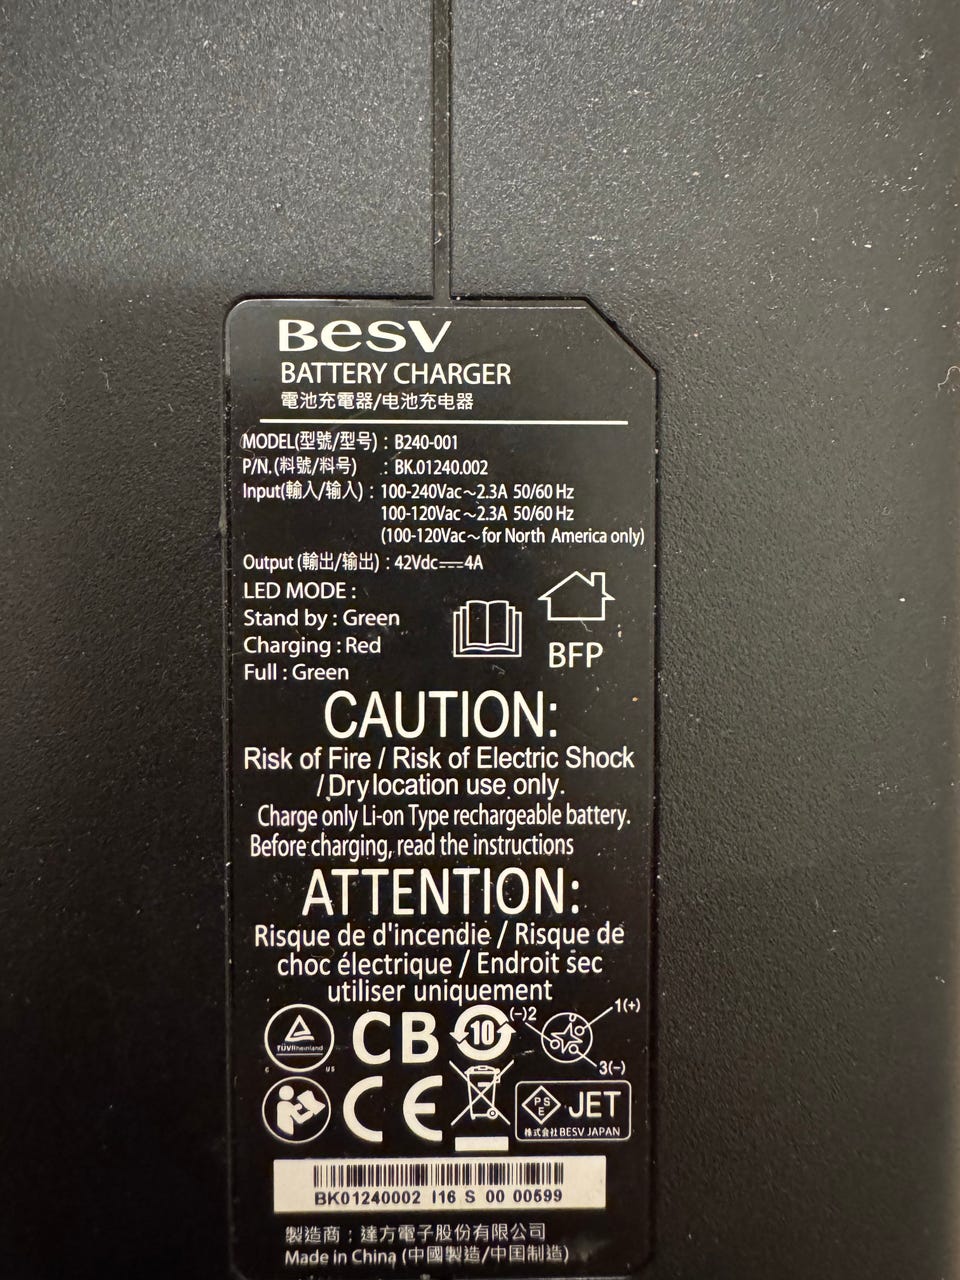 BESV
BATTERY CHARGER
電池充電器/电池充电器
MODEL(型號/型号) : B240-001
P/N.(料號/料号) : BK.01240.002
Input(輸入/输入) : 100-240Vac～2.3A 50/60 Hz
100-120Vac～2.3A 50/60 Hz
(100-120Vac～for North America only)
Output (輸出/输出) : 42Vdc⎓4A
LED MODE :
Stand by : Green
Charging : Red
Full : Green
BFP
CAUTION:
Risk of Fire / Risk of Electric Shock
/Dry location use only.
Charge only Li-on Type rechargeable battery.
Before charging, read the instructions
ATTENTION:
Risque de d'incendie / Risque de
choc électrique / Endroit sec
utiliser uniquement
TÜVRheinland
C US
CB
10
(-)2
1(+)
3(-)
CE
PS
E
JET
株式会社BESV JAPAN
BK01240002 I16 S 00 00599
製造商：達方電子股份有限公司
Made in China (中國製造/中国制造)